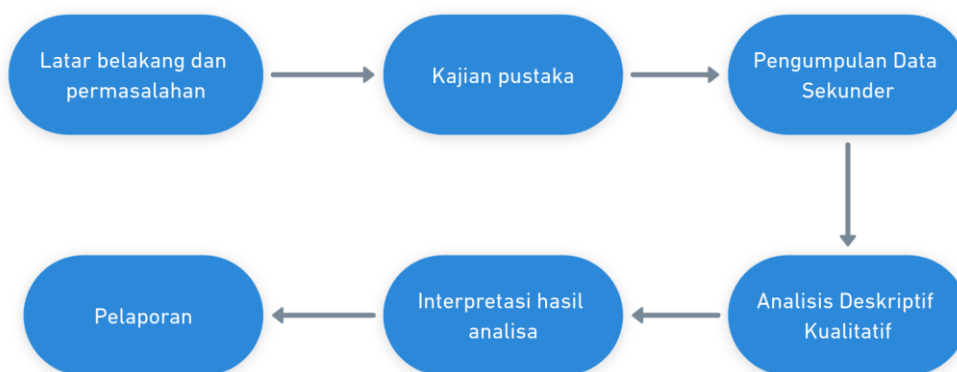 Latar belakang dan
permasalahan
Kajian pustaka
Pengumpulan Data
Sekunder
Analisis Deskriptif
Kualitatif
Interpretasi hasil
analisa
Pelaporan